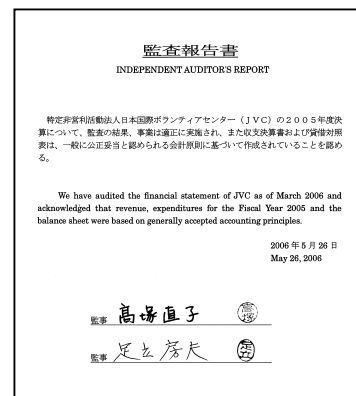 監査報告書
INDEPENDENT AUDITOR'S REPORT
特定非営利活動法人日本国際ボランティアセンター（ＪＶＣ）の２００５年度決
算について、監査の結果、事業は適正に実施され、また収支決算書および貸借対照
表は、一般に公正妥当と認められる会計原則に基づいて作成されていることを認め
る。
We have audited the financial statement of JVC as of March 2006 and
acknowledged that revenue, expenditures for the Fiscal Year 2005 and the
balance sheet were based on generally accepted accounting principles.
2006 年 5 月 26 日
May 26, 2006
監事 高塚直子 高塚
監事 足立房夫 足立